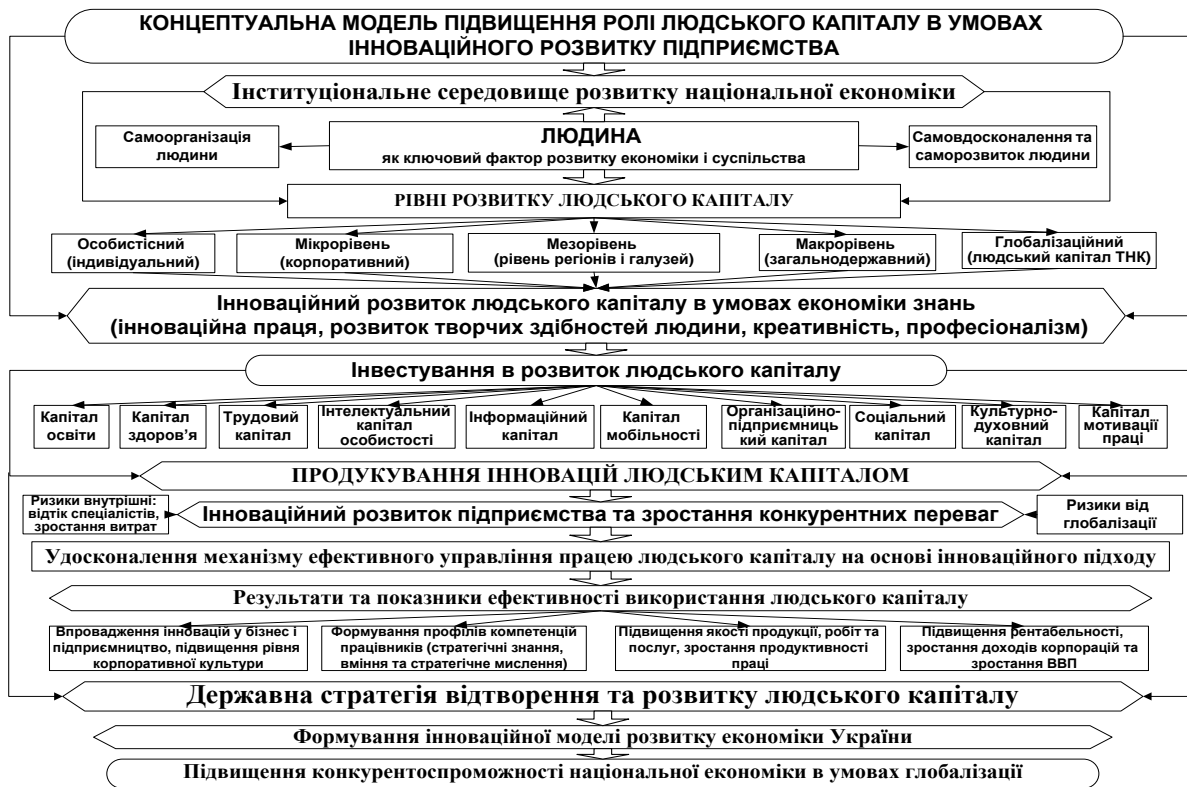 КОНЦЕПТУАЛЬНА МОДЕЛЬ ПІДВИЩЕННЯ РОЛІ ЛЮДСЬКОГО КАПІТАЛУ В УМОВАХ
ІННОВАЦІЙНОГО РОЗВИТКУ ПІДПРИЄМСТВА
Інституціональне середовище розвитку національної економіки
Самоорганізація
людини
ЛЮДИНА
як ключовий фактор розвитку економіки і суспільства
Самовдосконалення та
саморозвиток людини
РІВНІ РОЗВИТКУ ЛЮДСЬКОГО КАПІТАЛУ
Особистісний
(індивідуальний)
Мікрорівень
(корпоративний)
Мезорівень
(рівень регіонів і галузей)
Макрорівень
(загальнодержавний)
Глобалізаційний
(людський капітал ТНК)
Інноваційний розвиток людського капіталу в умовах економіки знань
(інноваційна праця, розвиток творчих здібностей людини, креативність, професіоналізм)
Інвестування в розвиток людського капіталу
Капітал
освіти
Капітал
здоров’я
Трудовий
капітал
Інтелектуальний
капітал
особистості
Інформаційний
капітал
Капітал
мобільності
Організаційно-
підприємниць
кий капітал
Соціальний
капітал
Культурно-
духовний
капітал
Капітал
мотивації
праці
ПРОДУКУВАННЯ ІННОВАЦІЙ ЛЮДСЬКИМ КАПІТАЛОМ
Ризики внутрішні:
відтік спеціалістів,
зростання витрат
Інноваційний розвиток підприємства та зростання конкурентних переваг
Ризики від
глобалізації
Удосконалення механізму ефективного управління працею людського капіталу на основі інноваційного підходу
Результати та показники ефективності використання людського капіталу
Впровадження інновацій у бізнес і
підприємництво, підвищення рівня
корпоративної культури
Формування профілів компетенцій
працівників (стратегічні знання,
вміння та стратегічне мислення)
Підвищення якості продукції, робіт та
послуг, зростання продуктивності
праці
Підвищення рентабельності,
зростання доходів корпорацій та
зростання ВВП
Державна стратегія відтворення та розвитку людського капіталу
Формування інноваційної моделі розвитку економіки України
Підвищення конкурентоспроможності національної економіки в умовах глобалізації